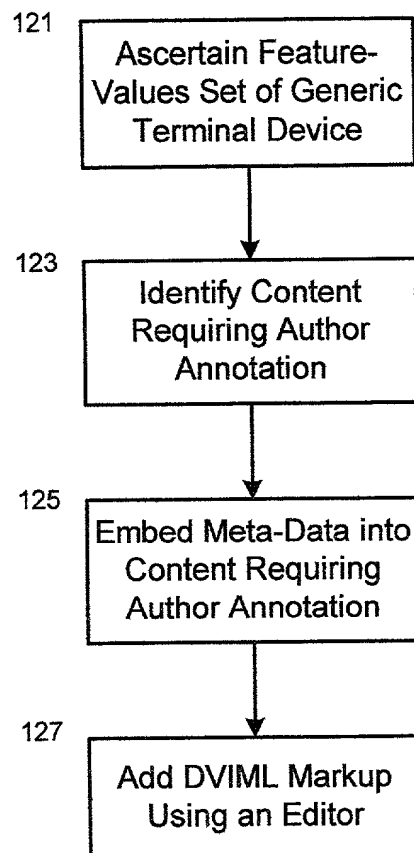 121
Ascertain Feature-
Values Set of Generic
Terminal Device
123
Identify Content
Requiring Author
Annotation
125
Embed Meta-Data into
Content Requiring
Author Annotation
127
Add DVIML Markup
Using an Editor